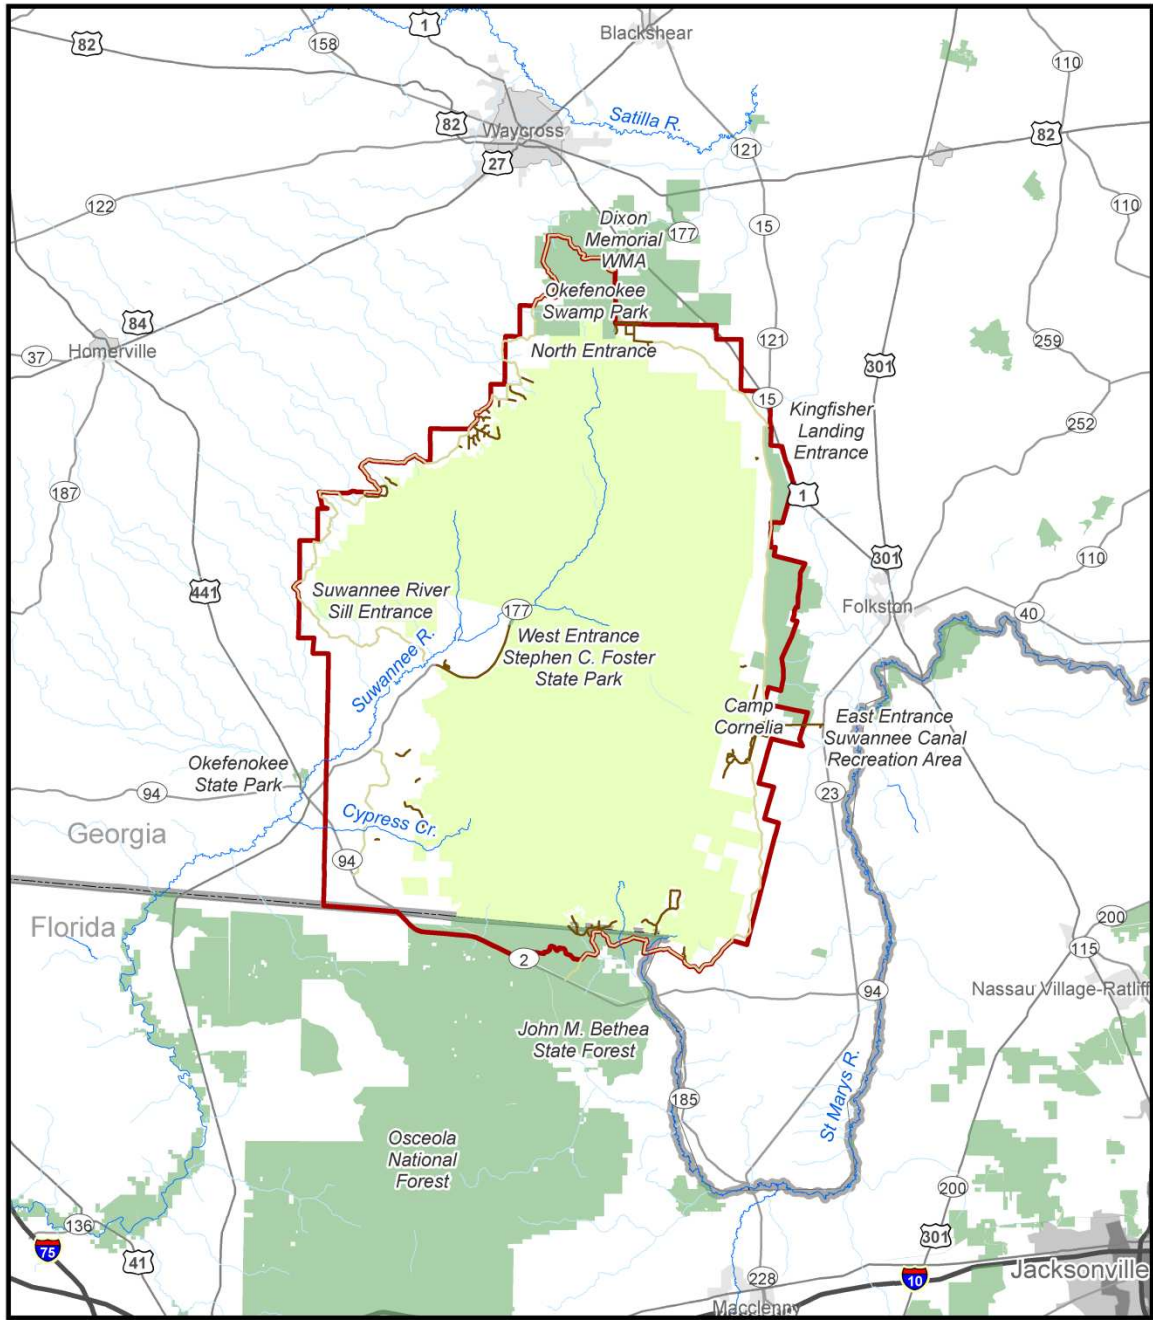 1
Blackshear
82
158
110
Satilla R.
82
Waycross
82
121
27
122
110
Dixon
Memorial
WMA
177
15
Okefenokee
Swamp Park
84
Homerville
37
North Entrance
121
259
301
15
Kingfisher
Landing
Entrance
252
187
1
301
110
441
Suwannee River
Sill Entrance
177
Folkston
40
Suwannee R.
West Entrance
Stephen C. Foster
State Park
Camp
Cornelia
East Entrance
Suwannee Canal
Recreation Area
Okefenokee
State Park
94
23
Cypress Cr.
Georgia
94
Florida
200
115
2
94
Nassau Village-Ratliff
John M. Bethea
State Forest
St Marys R.
185
Osceola
National
Forest
200
136
75
41
301
Jacksonville
228
10
Macclenny